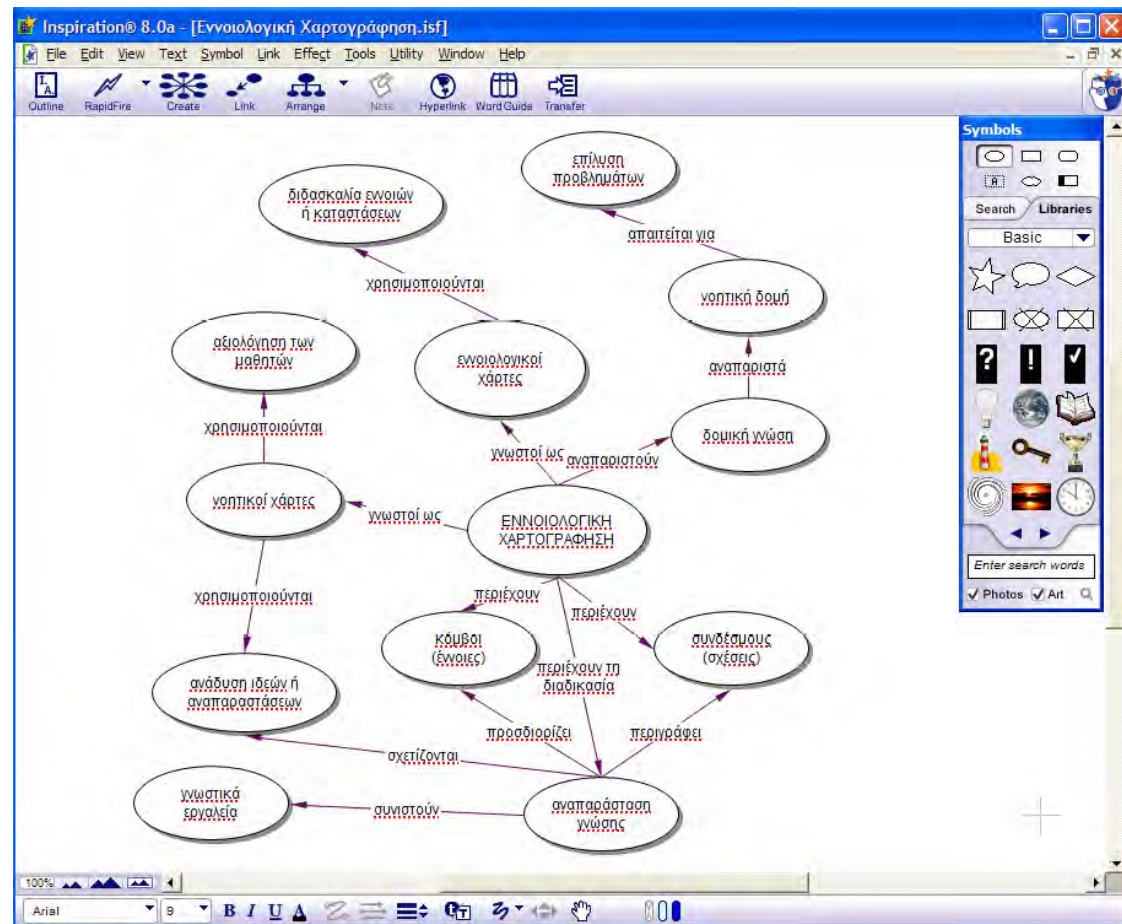 Inspiration® 8.0a - [Εννοιολογική Χαρτογράφηση.isf]
File Edit View Text Symbol Link Effect Tools Utility Window Help
Outline RapidFire Create Link Arrange Note Hyperlink Word Guide Transfer
Symbols
A
Search Libraries
Basic
Enter search words
Photos Art
επίλυση
προβλημάτων
διδασκαλία εννοιών
ή καταστάσεων
απαιτείται για
χρησιμοποιούνται
νοητική δομή
αξιολόγηση των
μαθητών
εννοιολογικοί
χάρτες
αναπαριστά
χρησιμοποιούνται
δομική γνώση
γνωστοί ως
αναπαριστούν
νοητικοί χάρτες
γνωστοί ως
ΕΝΝΟΙΟΛΟΓΙΚΗ
ΧΑΡΤΟΓΡΑΦΗΣΗ
χρησιμοποιούνται
περιέχουν
περιέχουν
κόμβοι
(έννοιες)
συνδέσμους
(σχέσεις)
περιέχουν τη
διαδικασία
ανάδυση ιδεών ή
αναπαραστάσεων
προσδιορίζει
περιγράφει
σχετίζονται
γνωστικά
εργαλεία
συνιστούν
αναπαράσταση
γνώσης
100%
Arial 9 B I U A